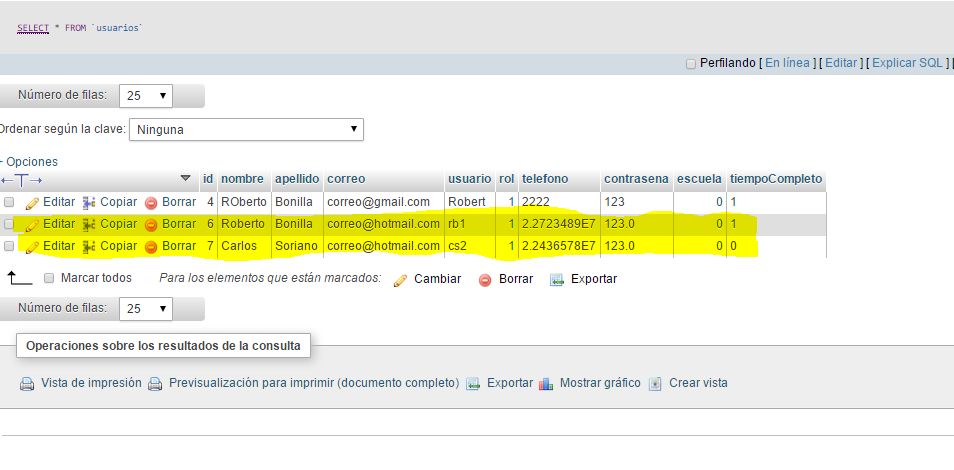 SELECT * FROM `usuarios`
Perfilando [ En línea ] [ Editar ] [ Explicar SQL ] [
Número de filas: 25
Ordenar según la clave: Ninguna
+ Opciones
←T→ id nombre apellido correo usuario rol telefono contrasena escuela tiempoCompleto
Editar Copiar Borrar 4 ROberto Bonilla correo@gmail.com Robert 1 2222 123 0 1
Editar Copiar Borrar 6 Roberto Bonilla correo@hotmail.com rb1 1 2.2723489E7 123.0 0 1
Editar Copiar Borrar 7 Carlos Soriano correo@hotmail.com cs2 1 2.2436578E7 123.0 0 0
Marcar todos Para los elementos que están marcados: Cambiar Borrar Exportar
Número de filas: 25
Operaciones sobre los resultados de la consulta
Vista de impresión Previsualización para imprimir (documento completo) Exportar Mostrar gráfico Crear vista